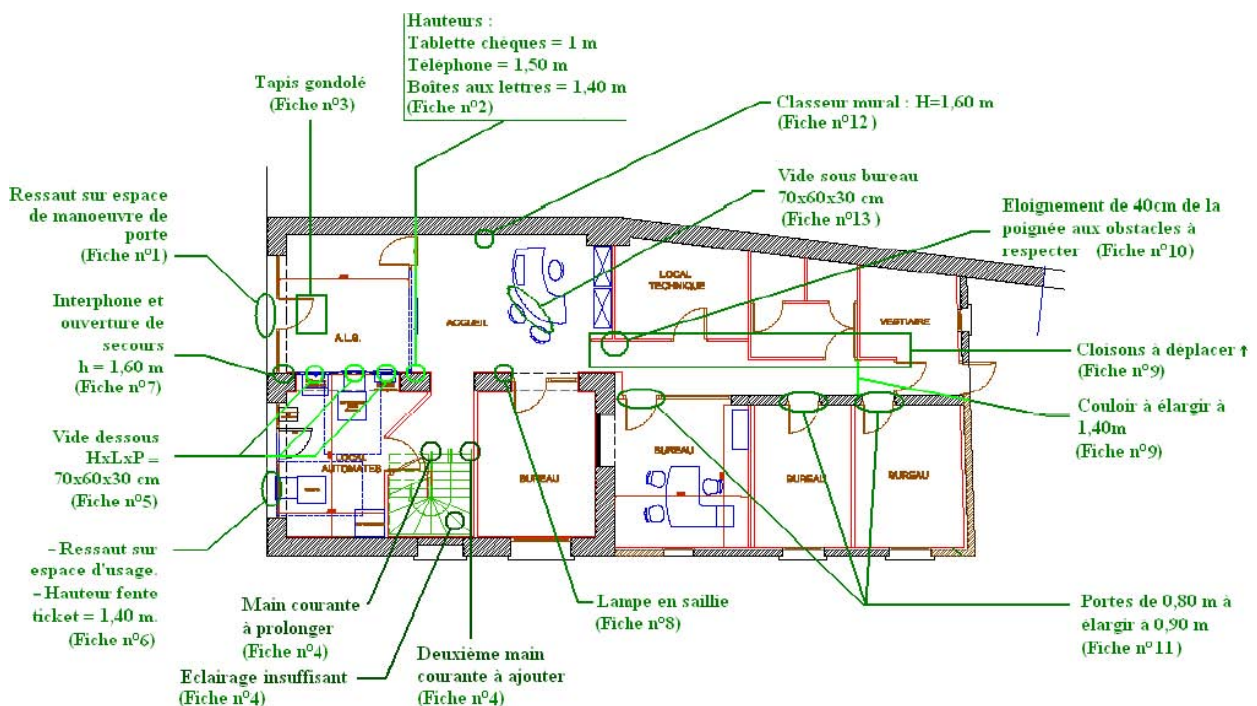 Hauteurs :
Tablette chèques = 1 m
Téléphone = 1,50 m
Boîtes aux lettres = 1,40 m
(Fiche n°2)
Tapis gondolé
(Fiche n°3)
Classeur mural : H=1,60 m
(Fiche n°12)
Vide sous bureau
70x60x30 cm
(Fiche n°13)
Eloignement de 40cm de la
poignée aux obstacles à
respecter (Fiche n°10)
Ressaut sur espace
de manoeuvre de
porte
(Fiche n°1)
Interphone et
ouverture de
secours
h = 1,60 m
(Fiche n°7)
Vide dessous
HxLxP =
70x60x30 cm
(Fiche n°5)
- Ressaut sur
espace d'usage.
- Hauteur fente
ticket = 1,40 m.
(Fiche n°6)
LOCAL
TECHNIQUE
VESTIAIRE
ACCUEIL
A.L.S.
Cloisons à déplacer ↑
(Fiche n°9)
Couloir à élargir à
1,40m
(Fiche n°9)
LOCAL
AUTOMATES
BUREAU
BUREAU
BUREAU
BUREAU
Main courante
à prolonger
(Fiche n°4)
Eclairage insuffisant
(Fiche n°4)
Deuxième main
courante à ajouter
(Fiche n°4)
Lampe en saillie
(Fiche n°8)
Portes de 0,80 m à
élargir à 0,90 m
(Fiche n°11)